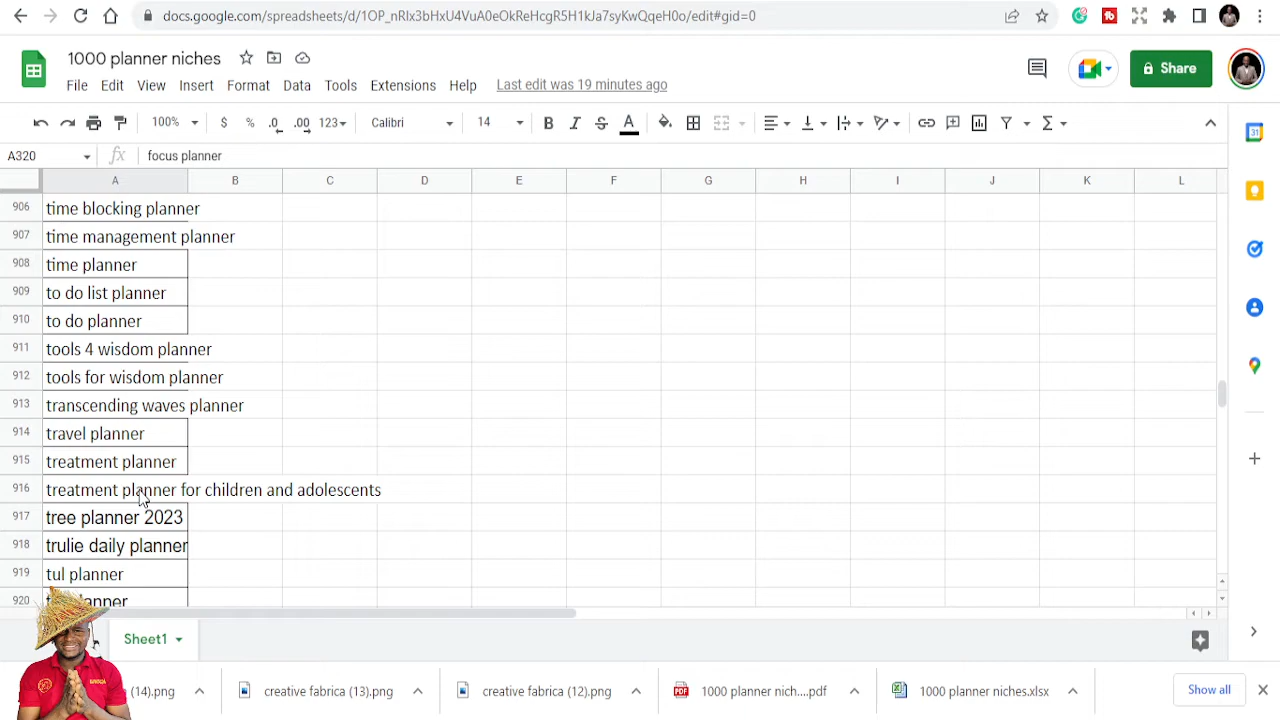 docs.google.com/spreadsheets/d/1OP_nRIx3bHxU4VuA0eOkReHcgR5H1kJa7syKwQqeH0o/edit#gid=0
1000 planner niches
File Edit View Insert Format Data Tools Extensions Help Last edit was 19 minutes ago
Share
100% $ % .0 .00 123 Calibri 14 B I S A
A320 fx focus planner
A B C D E F G H I J K L
906 time blocking planner
907 time management planner
908 time planner
909 to do list planner
910 to do planner
911 tools 4 wisdom planner
912 tools for wisdom planner
913 transcending waves planner
914 travel planner
915 treatment planner
916 treatment planner for children and adolescents
917 tree planner 2023
918 trulie daily planner
919 tul planner
920 planner
Sheet1
(14).png creative fabrica (13).png creative fabrica (12).png 1000 planner nich....pdf 1000 planner niches.xlsx Show all